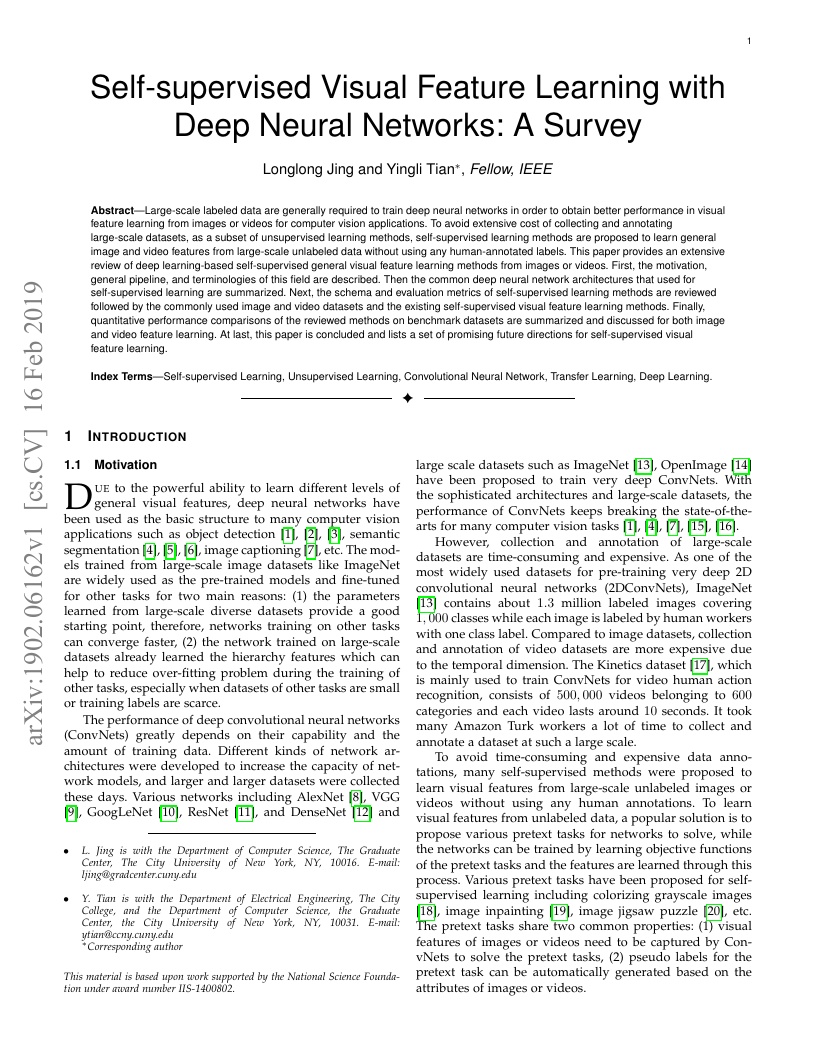 1
Self-supervised Visual Feature Learning with
Deep Neural Networks: A Survey
Longlong Jing and Yingli Tian*, Fellow, IEEE
Abstract—Large-scale labeled data are generally required to train deep neural networks in order to obtain better performance in visual
feature learning from images or videos for computer vision applications. To avoid extensive cost of collecting and annotating
large-scale datasets, as a subset of unsupervised learning methods, self-supervised learning methods are proposed to learn general
image and video features from large-scale unlabeled data without using any human-annotated labels. This paper provides an extensive
review of deep learning-based self-supervised general visual feature learning methods from images or videos. First, the motivation,
general pipeline, and terminologies of this field are described. Then the common deep neural network architectures that used for
self-supervised learning are summarized. Next, the schema and evaluation metrics of self-supervised learning methods are reviewed
followed by the commonly used image and video datasets and the existing self-supervised visual feature learning methods. Finally,
quantitative performance comparisons of the reviewed methods on benchmark datasets are summarized and discussed for both image
and video feature learning. At last, this paper is concluded and lists a set of promising future directions for self-supervised visual
feature learning.
Index Terms—Self-supervised Learning, Unsupervised Learning, Convolutional Neural Network, Transfer Learning, Deep Learning.
arXiv:1902.06162v1 [cs.CV] 16 Feb 2019
1 INTRODUCTION
1.1 Motivation
DUE to the powerful ability to learn different levels of
general visual features, deep neural networks have
been used as the basic structure to many computer vision
applications such as object detection [1], [2], [3], semantic
segmentation [4], [5], [6], image captioning [7], etc. The mod-
els trained from large-scale image datasets like ImageNet
are widely used as the pre-trained models and fine-tuned
for other tasks for two main reasons: (1) the parameters
learned from large-scale diverse datasets provide a good
starting point, therefore, networks training on other tasks
can converge faster, (2) the network trained on large-scale
datasets already learned the hierarchy features which can
help to reduce over-fitting problem during the training of
other tasks, especially when datasets of other tasks are small
or training labels are scarce.
The performance of deep convolutional neural networks
(ConvNets) greatly depends on their capability and the
amount of training data. Different kinds of network ar-
chitectures were developed to increase the capacity of net-
work models, and larger and larger datasets were collected
these days. Various networks including AlexNet [8], VGG
[9], GoogLeNet [10], ResNet [11], and DenseNet [12] and
• L. Jing is with the Department of Computer Science, The Graduate
Center, The City University of New York, NY, 10016. E-mail:
ljing@gradcenter.cuny.edu
• Y. Tian is with the Department of Electrical Engineering, The City
College, and the Department of Computer Science, the Graduate
Center, the City University of New York, NY, 10031. E-mail:
ytian@ccny.cuny.edu
*Corresponding author
This material is based upon work supported by the National Science Founda-
tion under award number IIS-1400802.
large scale datasets such as ImageNet [13], OpenImage [14]
have been proposed to train very deep ConvNets. With
the sophisticated architectures and large-scale datasets, the
performance of ConvNets keeps breaking the state-of-the-
arts for many computer vision tasks [1], [4], [7], [15], [16].
However, collection and annotation of large-scale
datasets are time-consuming and expensive. As one of the
most widely used datasets for pre-training very deep 2D
convolutional neural networks (2DConvNets), ImageNet
[13] contains about 1.3 million labeled images covering
1,000 classes while each image is labeled by human workers
with one class label. Compared to image datasets, collection
and annotation of video datasets are more expensive due
to the temporal dimension. The Kinetics dataset [17], which
is mainly used to train ConvNets for video human action
recognition, consists of 500,000 videos belonging to 600
categories and each video lasts around 10 seconds. It took
many Amazon Turk workers a lot of time to collect and
annotate a dataset at such a large scale.
To avoid time-consuming and expensive data anno-
tations, many self-supervised methods were proposed to
learn visual features from large-scale unlabeled images or
videos without using any human annotations. To learn
visual features from unlabeled data, a popular solution is to
propose various pretext tasks for networks to solve, while
the networks can be trained by learning objective functions
of the pretext tasks and the features are learned through this
process. Various pretext tasks have been proposed for self-
supervised learning including colorizing grayscale images
[18], image inpainting [19], image jigsaw puzzle [20], etc.
The pretext tasks share two common properties: (1) visual
features of images or videos need to be captured by Con-
vNets to solve the pretext tasks, (2) pseudo labels for the
pretext task can be automatically generated based on the
attributes of images or videos.